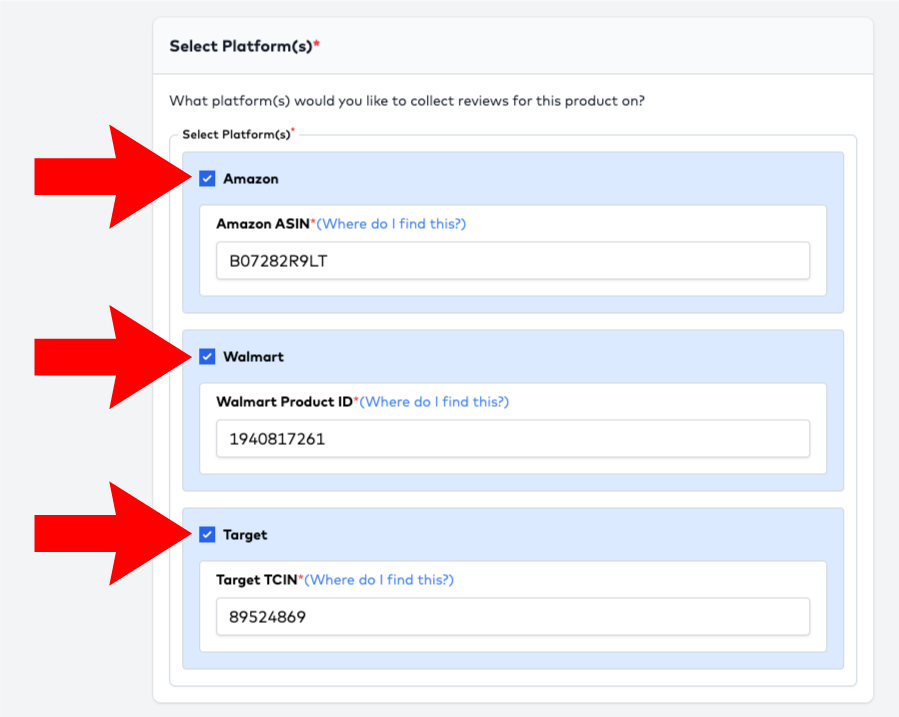 Select Platform(s)*
What platform(s) would you like to collect reviews for this product on?
Select Platform(s)*
Amazon
Amazon ASIN*(Where do I find this?)
B07282R9LT
Walmart
Walmart Product ID*(Where do I find this?)
1940817261
Target
Target TCIN*(Where do I find this?)
89524869